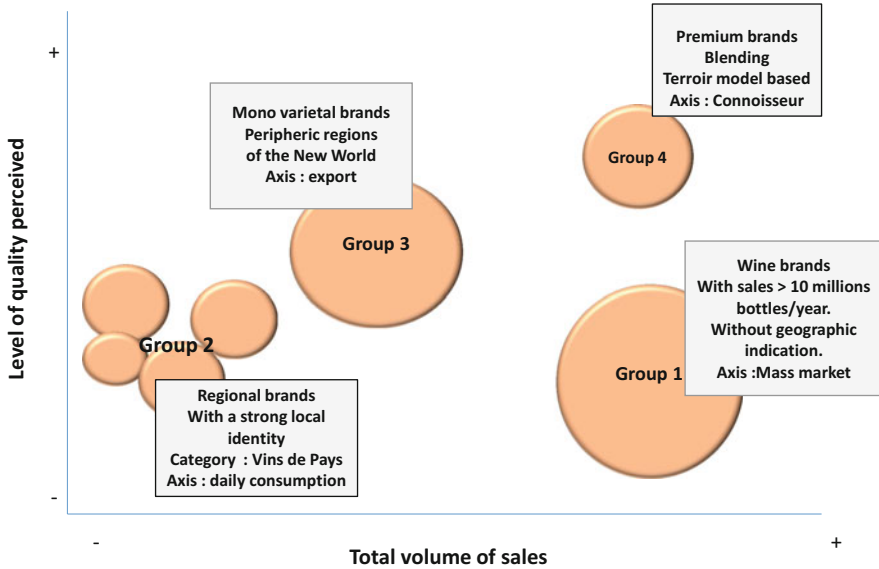 +
Level of quality perceived
-
Premium brands
Blending
Terroir model based
Axis : Connoisseur
Group 4
Mono varietal brands
Peripheric regions
of the New World
Axis : export
Group 3
Wine brands
With sales > 10 millions
bottles/year.
Without geographic
indication.
Axis :Mass market
Group 1
Group 2
Regional brands
With a strong local
identity
Category : Vins de Pays
Axis : daily consumption
-
+
Total volume of sales